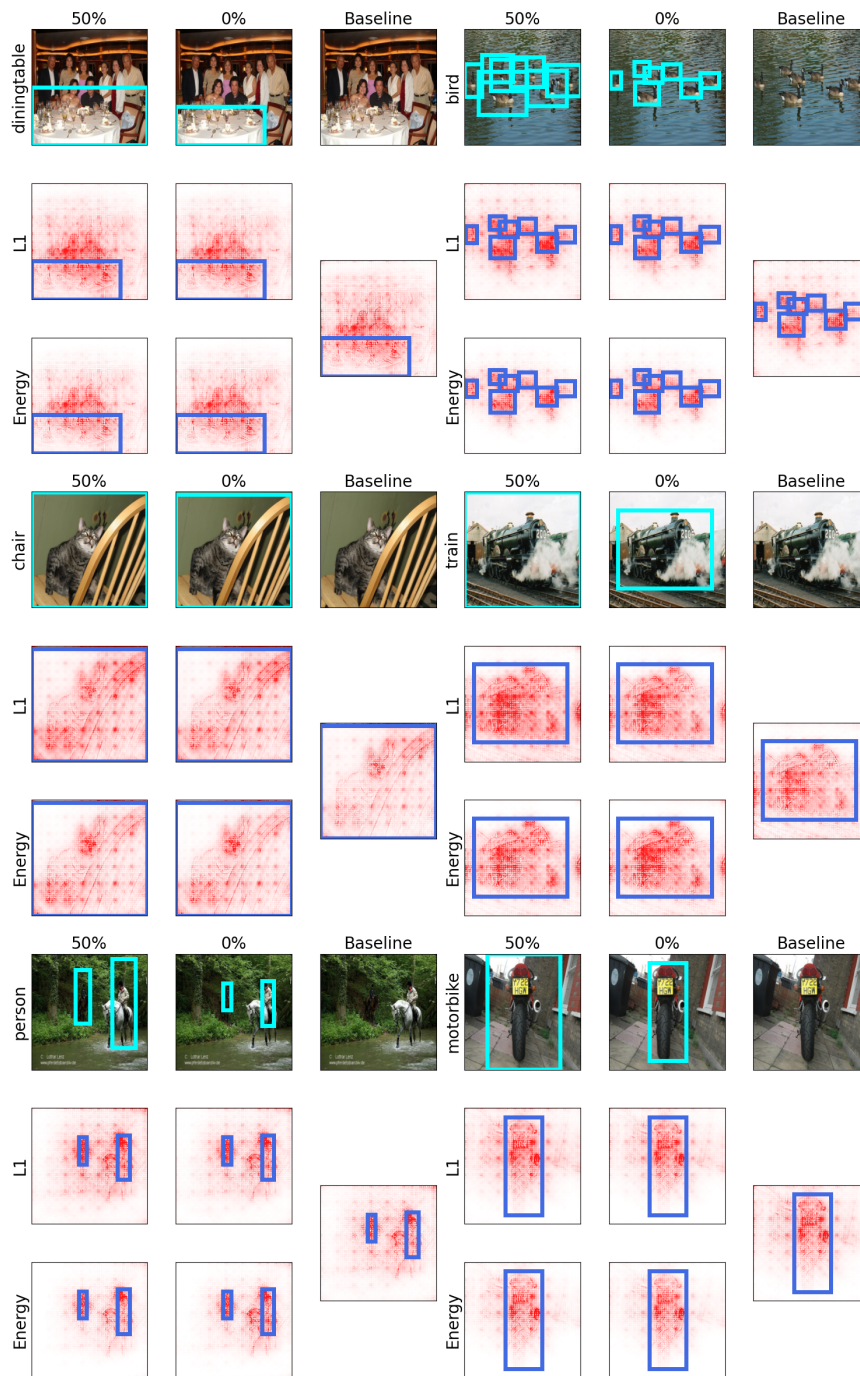 50% 0% Baseline 50% 0% Baseline
diningtable bird
L1 L1
Energy Energy
50% 0% Baseline 50% 0% Baseline
chair train
L1 L1
Energy Energy
50% 0% Baseline 50% 0% Baseline
person motorbike
L1 L1
Energy Energy